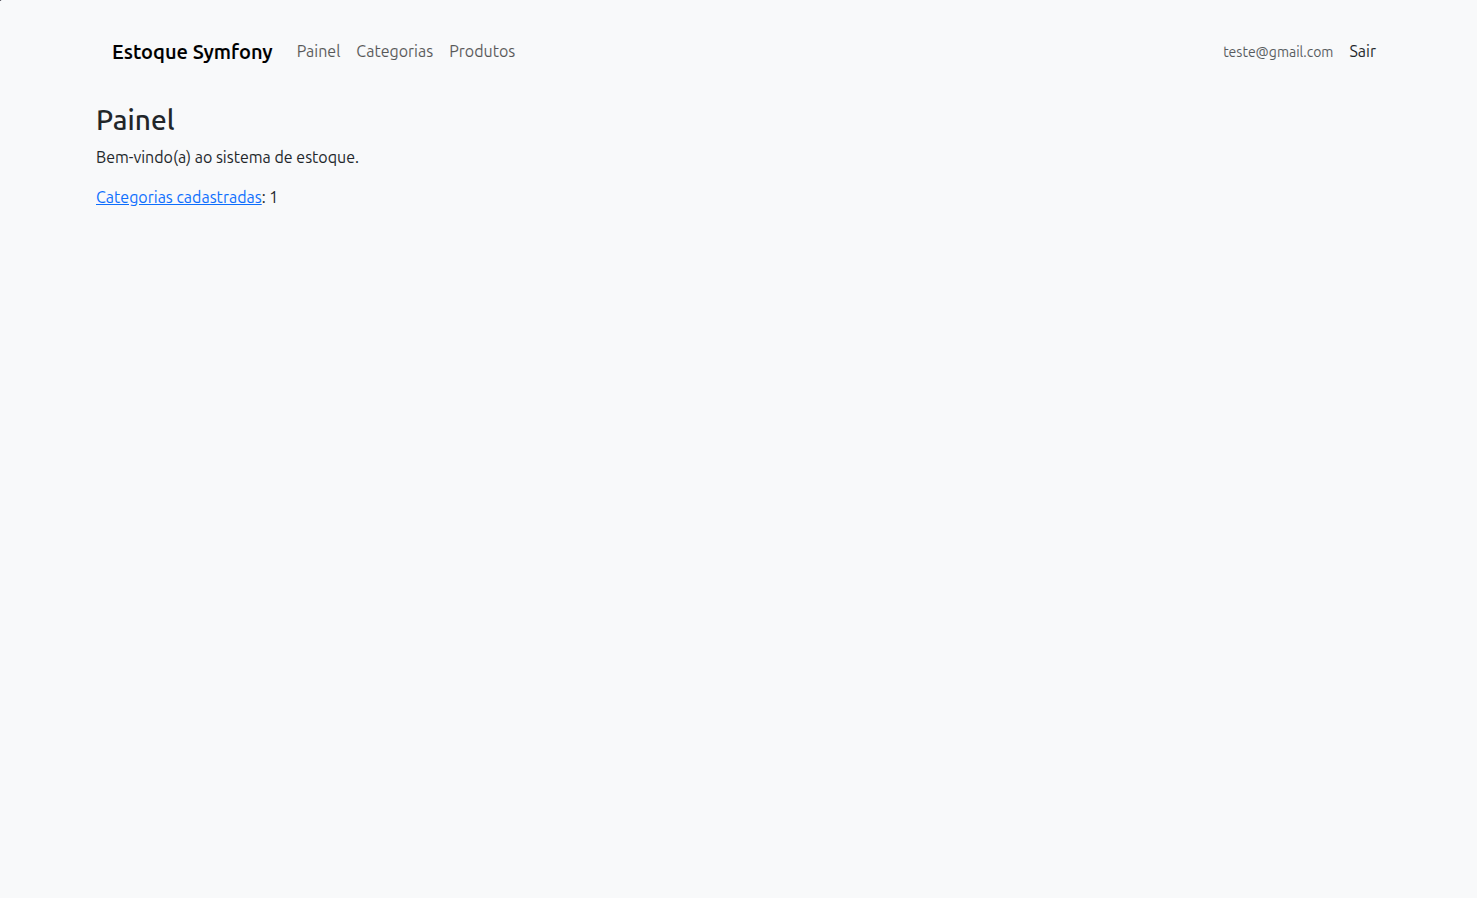 Estoque Symfony Painel Categorias Produtos teste@gmail.com Sair
Painel
Bem-vindo(a) ao sistema de estoque.
Categorias cadastradas: 1